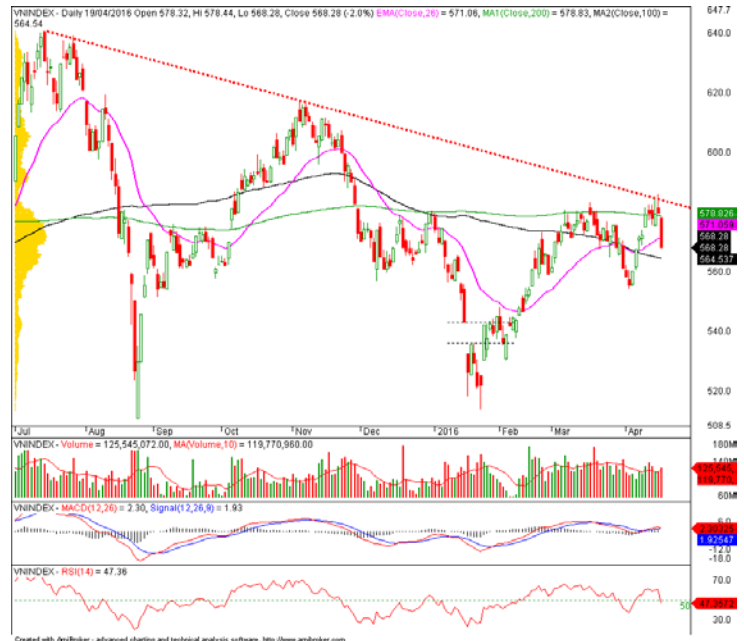 VNINDEX - Daily 19/04/2016 Open 578.32, Hi 578.44, Lo 568.28, Close 568.28 (-2.0%) EMA(Close,26) = 571.06, MA1(Close,200) = 578.83, MA2(Close,100) =
564.54
647.7
640.0
620.0
600.0
578.826
571.059
568.28
568.28
564.537
560.0
540.0
520.0
508.5
Jul Aug Sep Oct Nov Dec 2016 Feb Mar Apr
VNINDEX - Volume = 125,545,072.00, MA(Volume,10) = 119,770,960.00
180M
125,545,
119,770,
60M
VNINDEX - MACD(12,26) = 2.30, Signal(12,26,9) = 1.93
1.92547
-12.0
-18.0
VNINDEX - RSI(14) = 47.36
70.0
50
47.3572
30.0
Created with AmiBroker - advanced charting and technical analysis software. http://www.amibroker.com